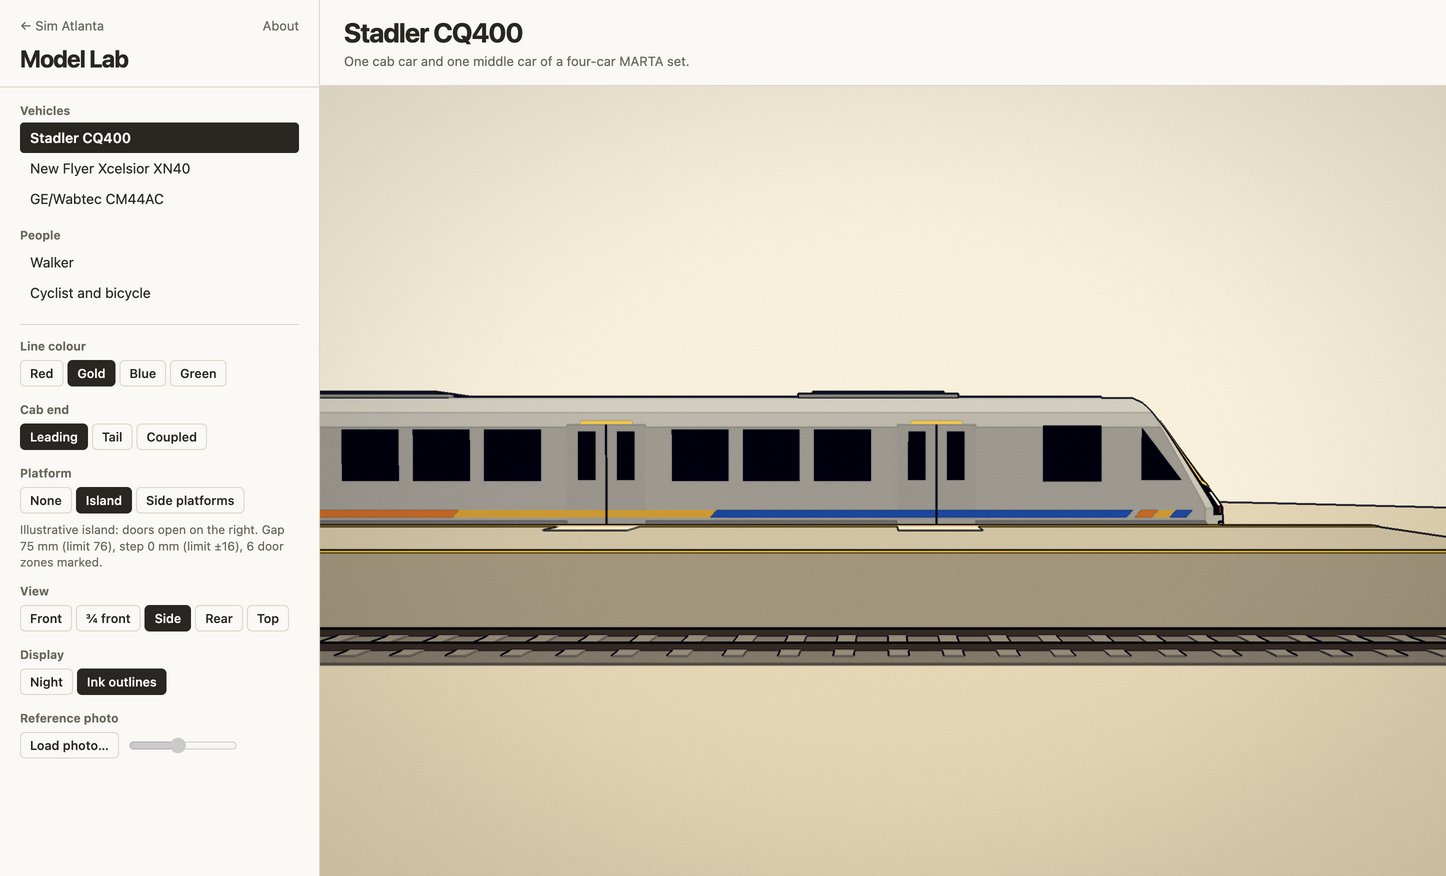 ← Sim Atlanta
About
Model Lab
Vehicles
Stadler CQ400
New Flyer Xcelsior XN40
GE/Wabtec CM44AC
People
Walker
Cyclist and bicycle
Line colour
Red
Gold
Blue
Green
Cab end
Leading
Tail
Coupled
Platform
None
Island
Side platforms
Illustrative island: doors open on the right. Gap
75 mm (limit 76), step 0 mm (limit ±16), 6 door
zones marked.
View
Front
¾ front
Side
Rear
Top
Display
Night
Ink outlines
Reference photo
Load photo...
Stadler CQ400
One cab car and one middle car of a four-car MARTA set.